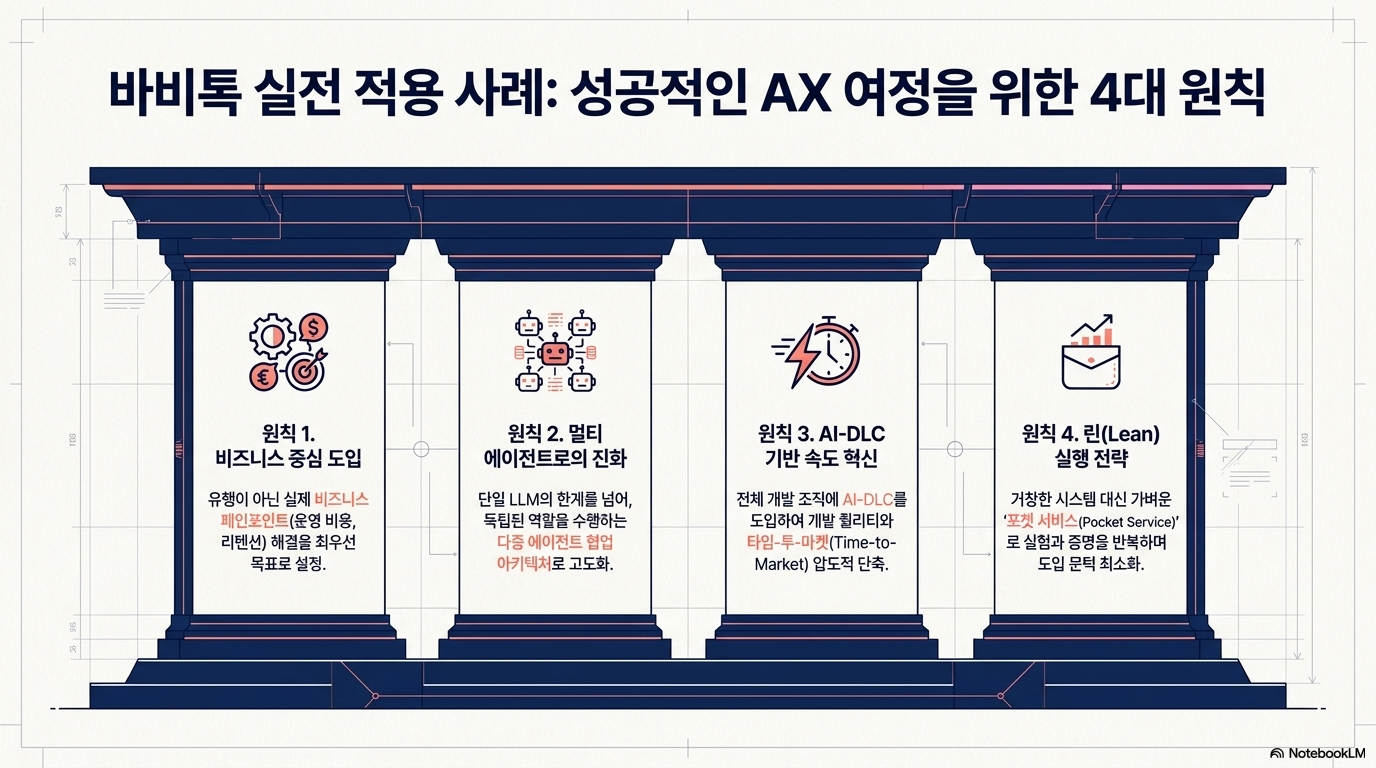 바비톡 실전 적용 사례: 성공적인 AX 여정을 위한 4대 원칙
원칙 1.
비즈니스 중심 도입
유행이 아닌 실제 비즈니스
페인포인트(운영 비용,
리텐션) 해결을 최우선
목표로 설정.
원칙 2. 멀티
에이전트로의 진화
단일 LLM의 한계를 넘어,
독립된 역할을 수행하는
다중 에이전트 협업
아키텍처로 고도화.
원칙 3. AI-DLC
기반 속도 혁신
전체 개발 조직에 AI-DLC를
도입하여 개발 퀄리티와
타임-투-마켓(Time-to-
Market) 압도적 단축.
원칙 4. 린(Lean)
실행 전략
거창한 시스템 대신 가벼운
‘포켓 서비스(Pocket Service)’
로 실험과 증명을 반복하며
도입 문턱 최소화.
NotebookLM